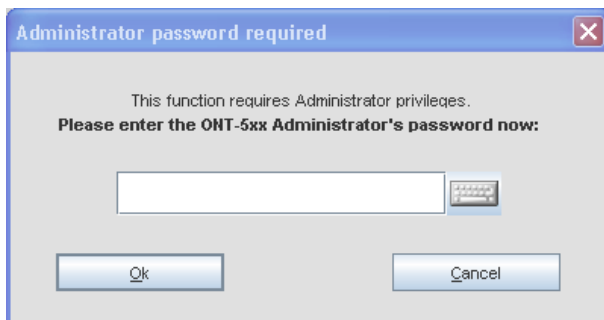 Administrator password required
This function requires Administrator privileges.
Please enter the ONT-5xx Administrator's password now:
Ok
Cancel